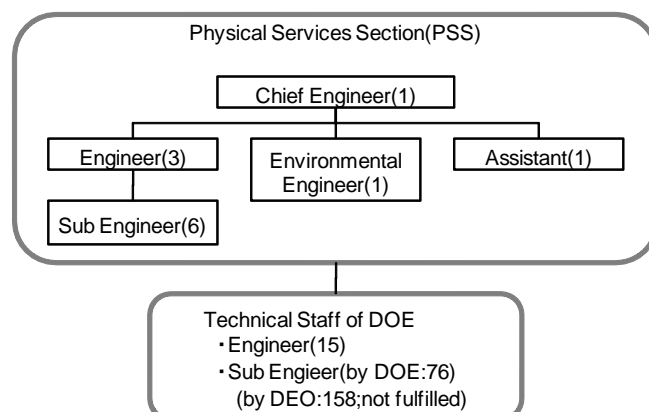 Physical Services Section(PSS)
Chief Engineer(1)
Engineer(3)
Environmental
Engineer(1)
Assistant(1)
Sub Engineer(6)
Technical Staff of DOE
・Engineer(15)
・Sub Engieer(by DOE:76)
(by DEO:158;not fulfilled)